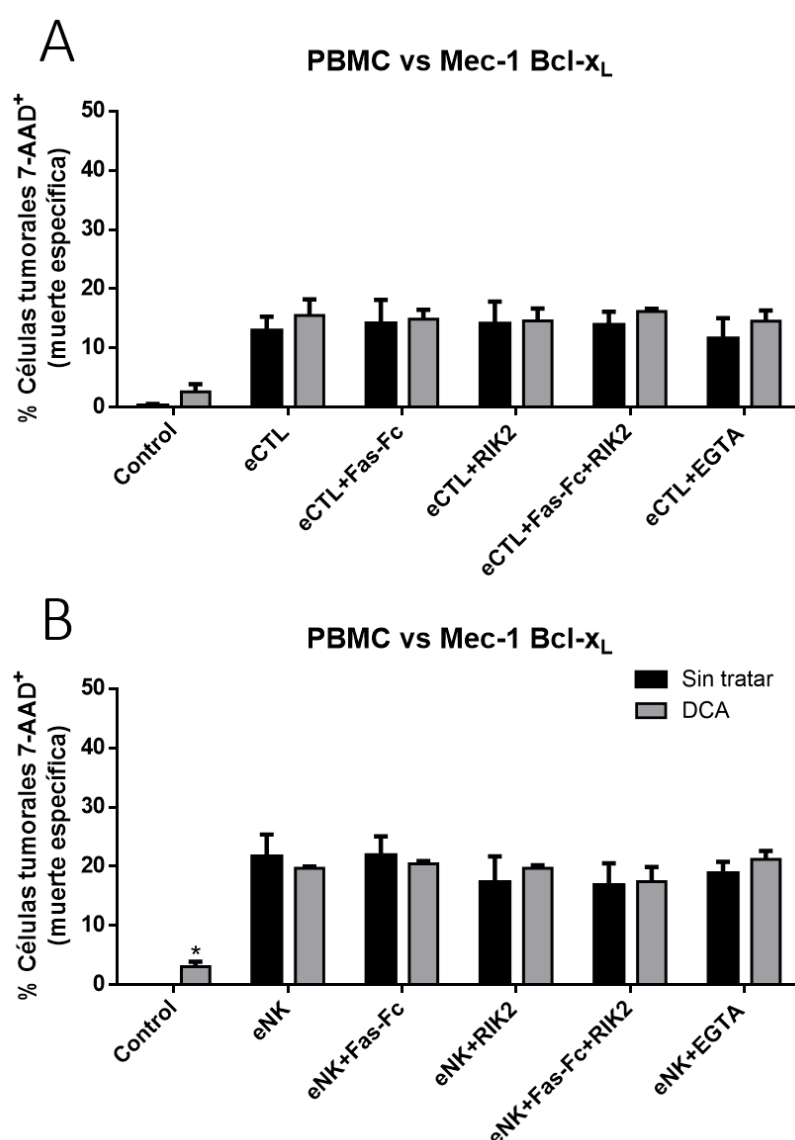 A
PBMC vs Mec-1 Bcl-xL
% Células tumorales 7-AAD+
(muerte específica)
50
40
30
20
10
0
Control
eCTL
eCTL+Fas-Fc
eCTL+RIK2
eCTL+Fas-Fc+RIK2
eCTL+EGTA
B
PBMC vs Mec-1 Bcl-xL
Sin tratar
DCA
% Células tumorales 7-AAD+
(muerte específica)
50
40
30
20
10
0
*
Control
eNK
eNK+Fas-Fc
eNK+RIK2
eNK+Fas-Fc+RIK2
eNK+EGTA